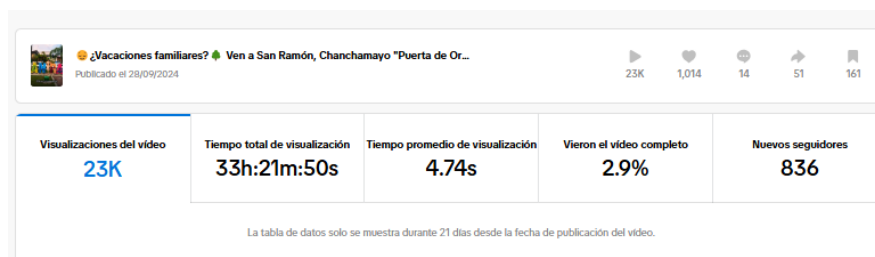 😊 ¿Vacaciones familiares? 🌲 Ven a San Ramón, Chanchamayo "Puerta de Or...
Publicado el 28/09/2024
23K 1,014 14 51 161
Visualizaciones del vídeo
23K
Tiempo total de visualización
33h:21m:50s
Tiempo promedio de visualización
4.74s
Vieron el vídeo completo
2.9%
Nuevos seguidores
836
La tabla de datos solo se muestra durante 21 días desde la fecha de publicación del vídeo.